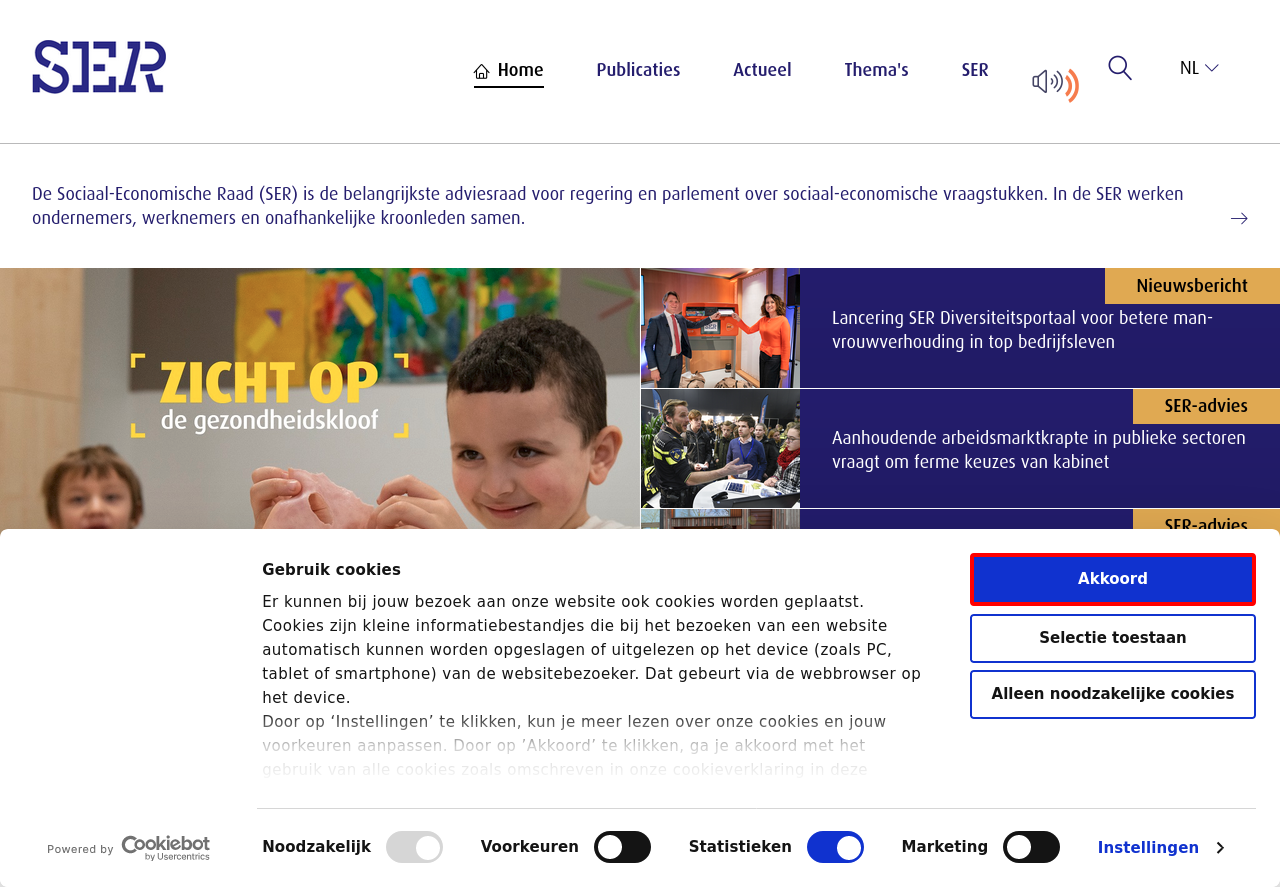 SER
Home
Publicaties
Actueel
Thema's
SER
NL
De Sociaal-Economische Raad (SER) is de belangrijkste adviesraad voor regering en parlement over sociaal-economische vraagstukken. In de SER werken
ondernemers, werknemers en onafhankelijke kroonleden samen.
ZICHT OP
de gezondheidskloof
Nieuwsbericht
Lancering SER Diversiteitsportaal voor betere man-
vrouwverhouding in top bedrijfsleven
SER-advies
Aanhoudende arbeidsmarktkrapte in publieke sectoren
vraagt om ferme keuzes van kabinet
SER-advies
Gebruik cookies
Er kunnen bij jouw bezoek aan onze website ook cookies worden geplaatst.
Cookies zijn kleine informatiebestandjes die bij het bezoeken van een website
automatisch kunnen worden opgeslagen of uitgelezen op het device (zoals PC,
tablet of smartphone) van de websitebezoeker. Dat gebeurt via de webbrowser op
het device.
Door op ‘Instellingen’ te klikken, kun je meer lezen over onze cookies en jouw
voorkeuren aanpassen. Door op ’Akkoord’ te klikken, ga je akkoord met het
gebruik van alle cookies zoals omschreven in onze cookieverklaring in deze
Akkoord
Selectie toestaan
Alleen noodzakelijke cookies
Powered by Cookiebot
by Usercentrics
Noodzakelijk
Voorkeuren
Statistieken
Marketing
Instellingen